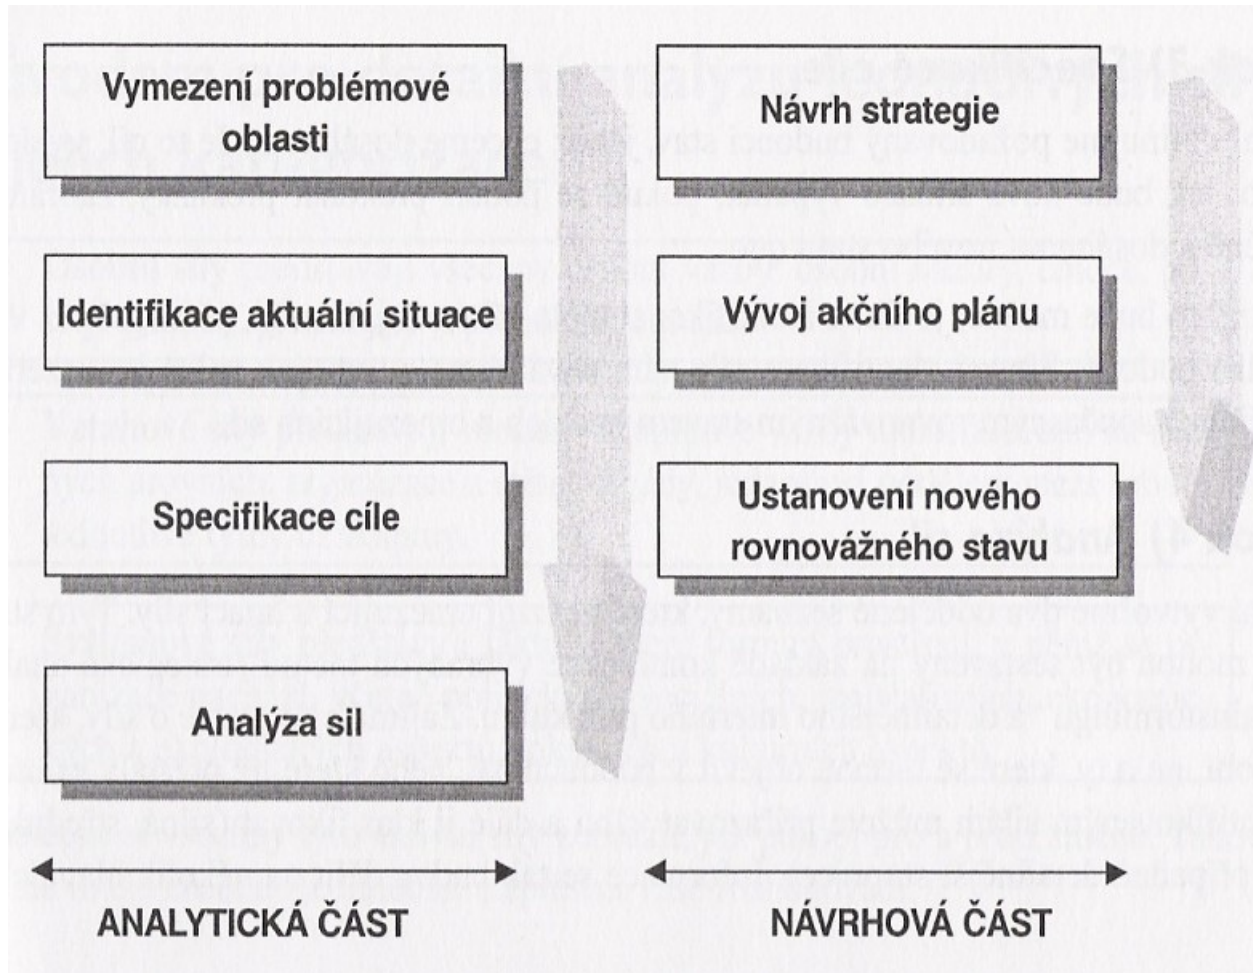 Vymezení problémové
oblasti
Identifikace aktuální situace
Specifikace cíle
Analýza sil
ANALYTICKÁ ČÁST
Návrh strategie
Vývoj akčního plánu
Ustanovení nového
rovnovážného stavu
NÁVRHOVÁ ČÁST